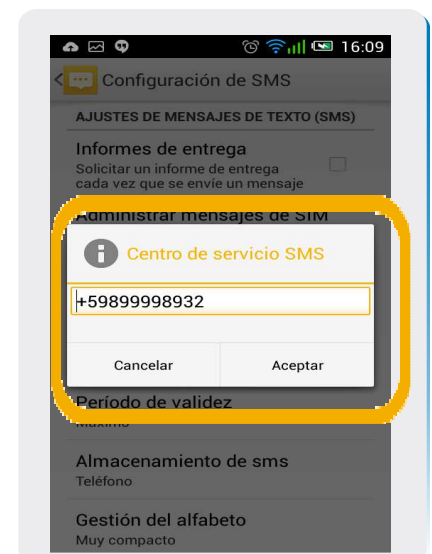 16:09
Configuración de SMS
AJUSTES DE MENSAJES DE TEXTO (SMS)
Informes de entrega
Solicitar un informe de entrega
cada vez que se envíe un mensaje
Administrar mensajes de SIM
Centro de servicio SMS
+59899998932
Cancelar Aceptar
Período de validez
Máximo
Almacenamiento de sms
Teléfono
Gestión del alfabeto
Muy compacto